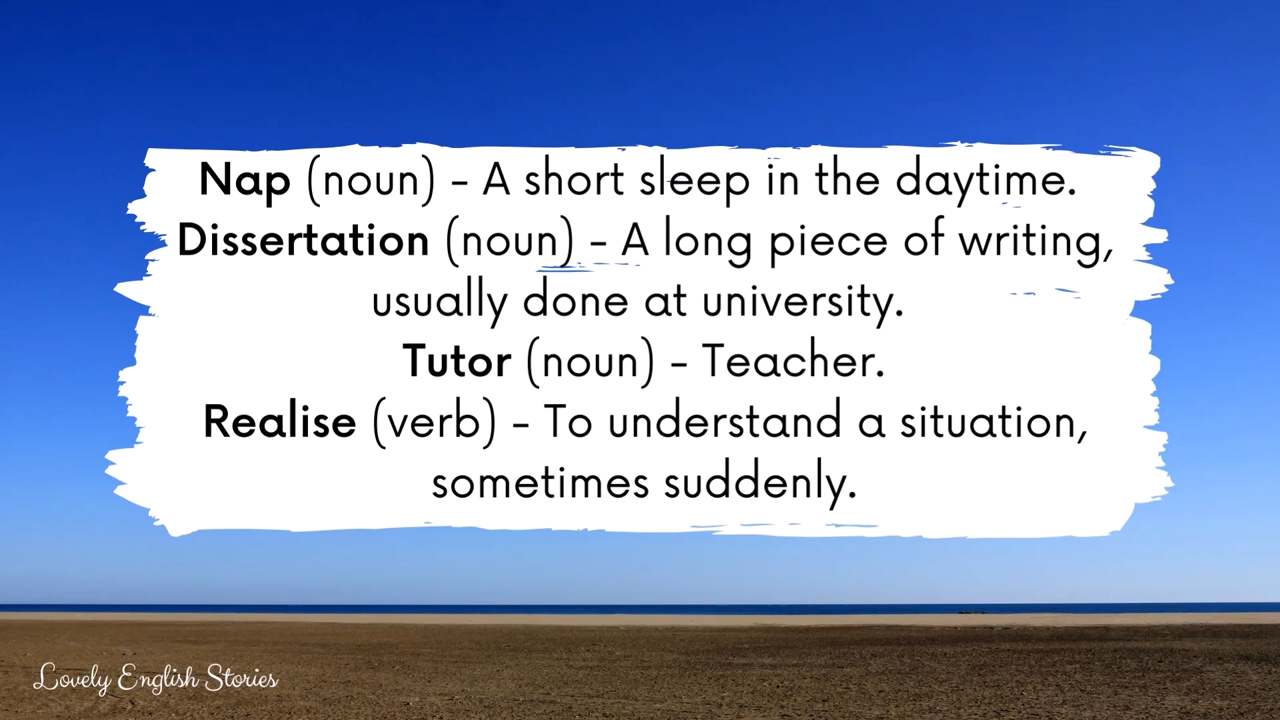 Nap (noun) - A short sleep in the daytime.
Dissertation (noun) - A long piece of writing,
usually done at university.
Tutor (noun) - Teacher.
Realise (verb) - To understand a situation,
sometimes suddenly.
Lovely English Stories